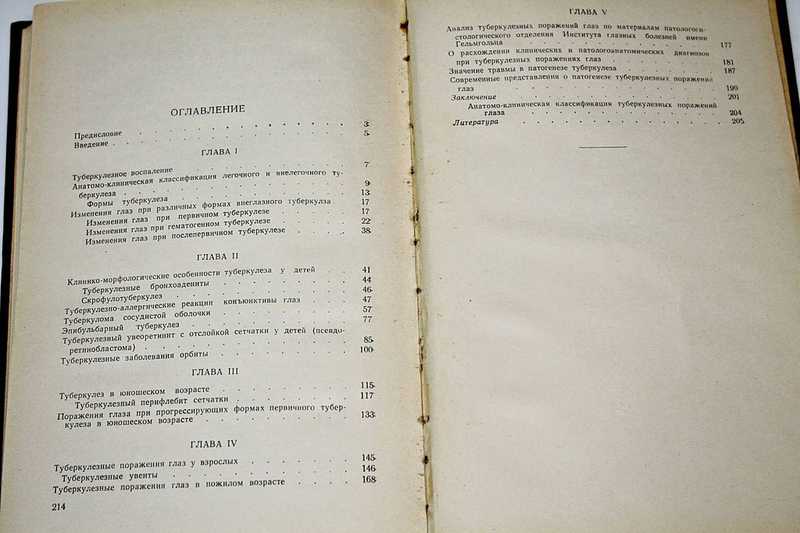 ОГЛАВЛЕНИЕ
Предисловие . . . . . . . . . . 3
Введение . . . . . . . . . . 5
ГЛАВА I
Туберкулезное воспаление . . . . . . . . 7
Анатомо-клиническая классификация легочного и внелегочного ту-
беркулеза . . . . . . . . . . 9
Формы туберкулеза . . . . . . . . 13
Изменения глаз при различных формах внеглазного туберкулза . 17
Изменения глаз при первичном туберкулезе . . . . 17
Изменения глаз при гематогенном туберкулезе . . . . 22
Изменения глаз при послепервичном туберкулезе . . . . 38
ГЛАВА II
Клинико-морфологические особенности туберкулеза у детей . . 41
Туберкулезные бронхоадениты . . . . . . . 44
Скрофулотуберкулез . . . . . . . . 46
Туберкулезно-аллергические реакции конъюнктивы глаз . . . 47
Туберкулома сосудистой оболочки . . . . . . . 57
Эпибульбарный туберкулез . . . . . . . . 77
Туберкулезный увеоретинит с отслойкой сетчатки у детей (псевдо-
ретинобластома) . . . . . . . . . 85
Туберкулезные заболевания орбиты . . . . . . . 100
ГЛАВА III
Туберкулез в юношеском возрасте . . . . . . . 115
Туберкулезный перифлебит сетчатки . . . . . . 117
Поражения глаза при прогрессирующих формах первичного тубер-
кулеза в юношеском возрасте . . . . . . . 133
ГЛАВА IV
Туберкулезные поражения глаз у взрослых . . . . . . 145
Туберкулезные увеиты . . . . . . . . 146
Туберкулезные поражения глаз в пожилом возрасте . . . . 168
214
ГЛАВА V
Анализ туберкулезных поражений глаз по материалам патологоги-
стологического отделения Института глазных болезней имени
Гельмгольца . . . . . . . . . . 177
О расхождении клинических и патологоанатомических диагнозов
при туберкулезных поражениях глаз . . . . . . 181
Значение травмы в патогенезе туберкулеза . . . . . 187
Современные представления о патогенезе туберкулезных поражений
глаз . . . . . . . . . . 199
Заключение . . . . . . . . . . 201
Анатомо-клиническая классификация туберкулезных поражений
глаза . . . . . . . . . . 204
Литература . . . . . . . . . . 205